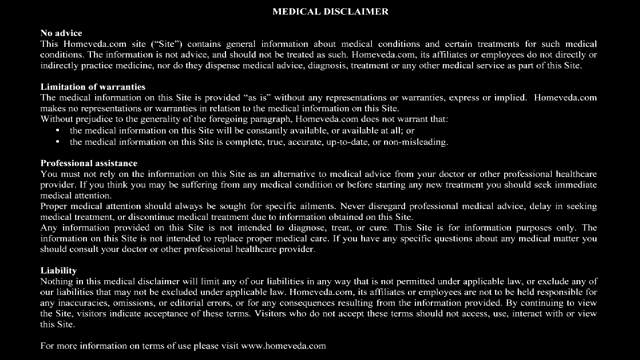 MEDICAL DISCLAIMER
No advice
This Homeveda.com site (“Site”) contains general information about medical conditions and certain treatments for such medical
conditions. The information is not advice, and should not be treated as such. Homeveda.com, its affiliates or employees do not directly or
indirectly practice medicine, nor do they dispense medical advice, diagnosis, treatment or any other medical service as part of this Site.
Limitation of warranties
The medical information on this Site is provided “as is” without any representations or warranties, express or implied. Homeveda.com
makes no representations or warranties in relation to the medical information on this Site.
Without prejudice to the generality of the foregoing paragraph, Homeveda.com does not warrant that:
▪ the medical information on this Site will be constantly available, or available at all; or
▪ the medical information on this Site is complete, true, accurate, up-to-date, or non-misleading.
Professional assistance
You must not rely on the information on this Site as an alternative to medical advice from your doctor or other professional healthcare
provider. If you think you may be suffering from any medical condition or before starting any new treatment you should seek immediate
medical attention.
Proper medical attention should always be sought for specific ailments. Never disregard professional medical advice, delay in seeking
medical treatment, or discontinue medical treatment due to information obtained on this Site.
Any information provided on this Site is not intended to diagnose, treat, or cure. This Site is for information purposes only. The
information on this Site is not intended to replace proper medical care. If you have any specific questions about any medical matter you
should consult your doctor or other professional healthcare provider.
Liability
Nothing in this medical disclaimer will limit any of our liabilities in any way that is not permitted under applicable law, or exclude any of
our liabilities that may not be excluded under applicable law. Homeveda.com, its affiliates or employees are not to be held responsible for
any inaccuracies, omissions, or editorial errors, or for any consequences resulting from the information provided. By continuing to view
the Site, visitors indicate acceptance of these terms. Visitors who do not accept these terms should not access, use, interact with or view
this Site.
For more information on terms of use please visit www.homeveda.com